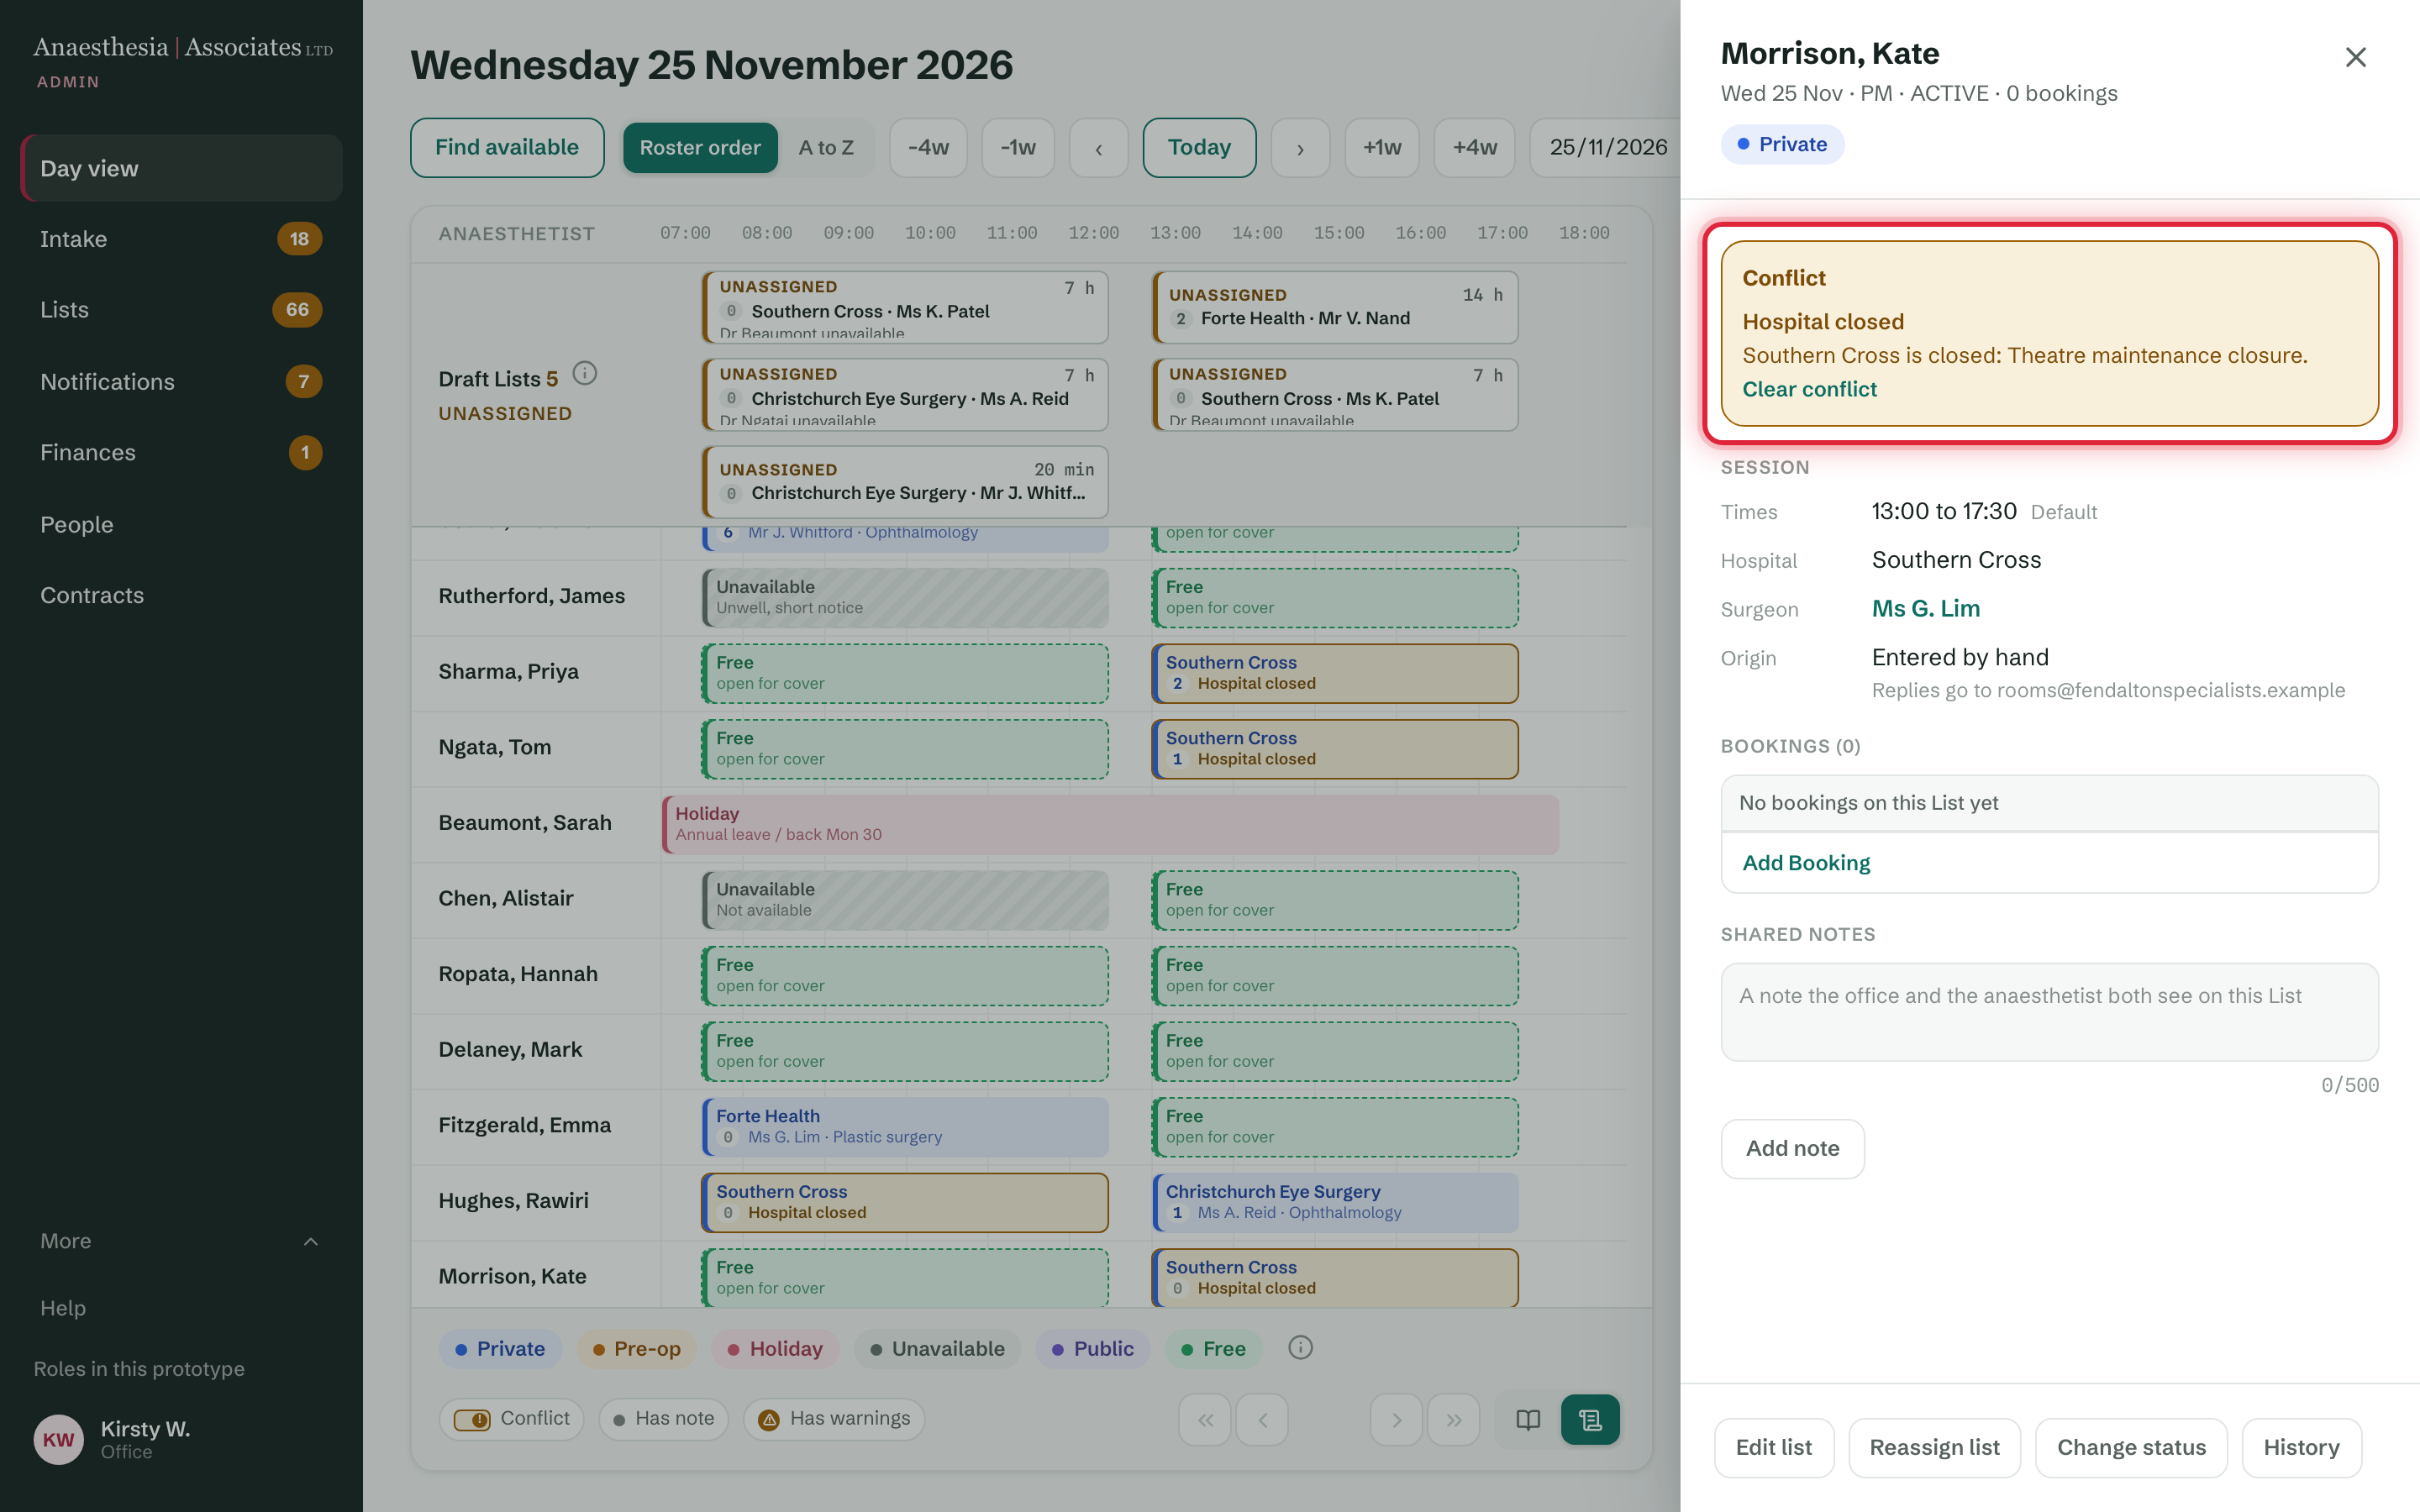 Anaesthesia | Associates LTD
ADMIN
Day view
Intake 18
Lists 66
Notifications 7
Finances 1
People
Contracts
More
Help
Roles in this prototype
KW
Kirsty W.
Office
Wednesday 25 November 2026
Find available
Roster order
A to Z
-4w
-1w
‹
Today
›
+1w
+4w
25/11/2026
ANAESTHETIST 07:00 08:00 09:00 10:00 11:00 12:00 13:00 14:00 15:00 16:00 17:00 18:00
Draft Lists 5
UNASSIGNED
UNASSIGNED 7 h
0 Southern Cross · Ms K. Patel
Dr Beaumont unavailable
UNASSIGNED 14 h
2 Forte Health · Mr V. Nand
UNASSIGNED 7 h
0 Christchurch Eye Surgery · Ms A. Reid
Dr Ngatai unavailable
UNASSIGNED 7 h
0 Southern Cross · Ms K. Patel
Dr Beaumont unavailable
UNASSIGNED 20 min
0 Christchurch Eye Surgery · Mr J. Whitf...
6 Mr J. Whitford · Ophthalmology
open for cover
Rutherford, James
Unavailable
Unwell, short notice
Free
open for cover
Sharma, Priya
Free
open for cover
Southern Cross
2 Hospital closed
Ngata, Tom
Free
open for cover
Southern Cross
1 Hospital closed
Beaumont, Sarah
Holiday
Annual leave / back Mon 30
Chen, Alistair
Unavailable
Not available
Free
open for cover
Ropata, Hannah
Free
open for cover
Free
open for cover
Delaney, Mark
Free
open for cover
Free
open for cover
Fitzgerald, Emma
Forte Health
0 Ms G. Lim · Plastic surgery
Free
open for cover
Hughes, Rawiri
Southern Cross
0 Hospital closed
Christchurch Eye Surgery
1 Ms A. Reid · Ophthalmology
Morrison, Kate
Free
open for cover
Southern Cross
0 Hospital closed
Private
Pre-op
Holiday
Unavailable
Public
Free
Conflict
Has note
Has warnings
Morrison, Kate
Wed 25 Nov · PM · ACTIVE · 0 bookings
Private
Conflict
Hospital closed
Southern Cross is closed: Theatre maintenance closure.
Clear conflict
SESSION
Times 13:00 to 17:30 Default
Hospital Southern Cross
Surgeon Ms G. Lim
Origin Entered by hand
Replies go to rooms@fendaltonspecialists.example
BOOKINGS (0)
No bookings on this List yet
Add Booking
SHARED NOTES
A note the office and the anaesthetist both see on this List
0/500
Add note
Edit list
Reassign list
Change status
History